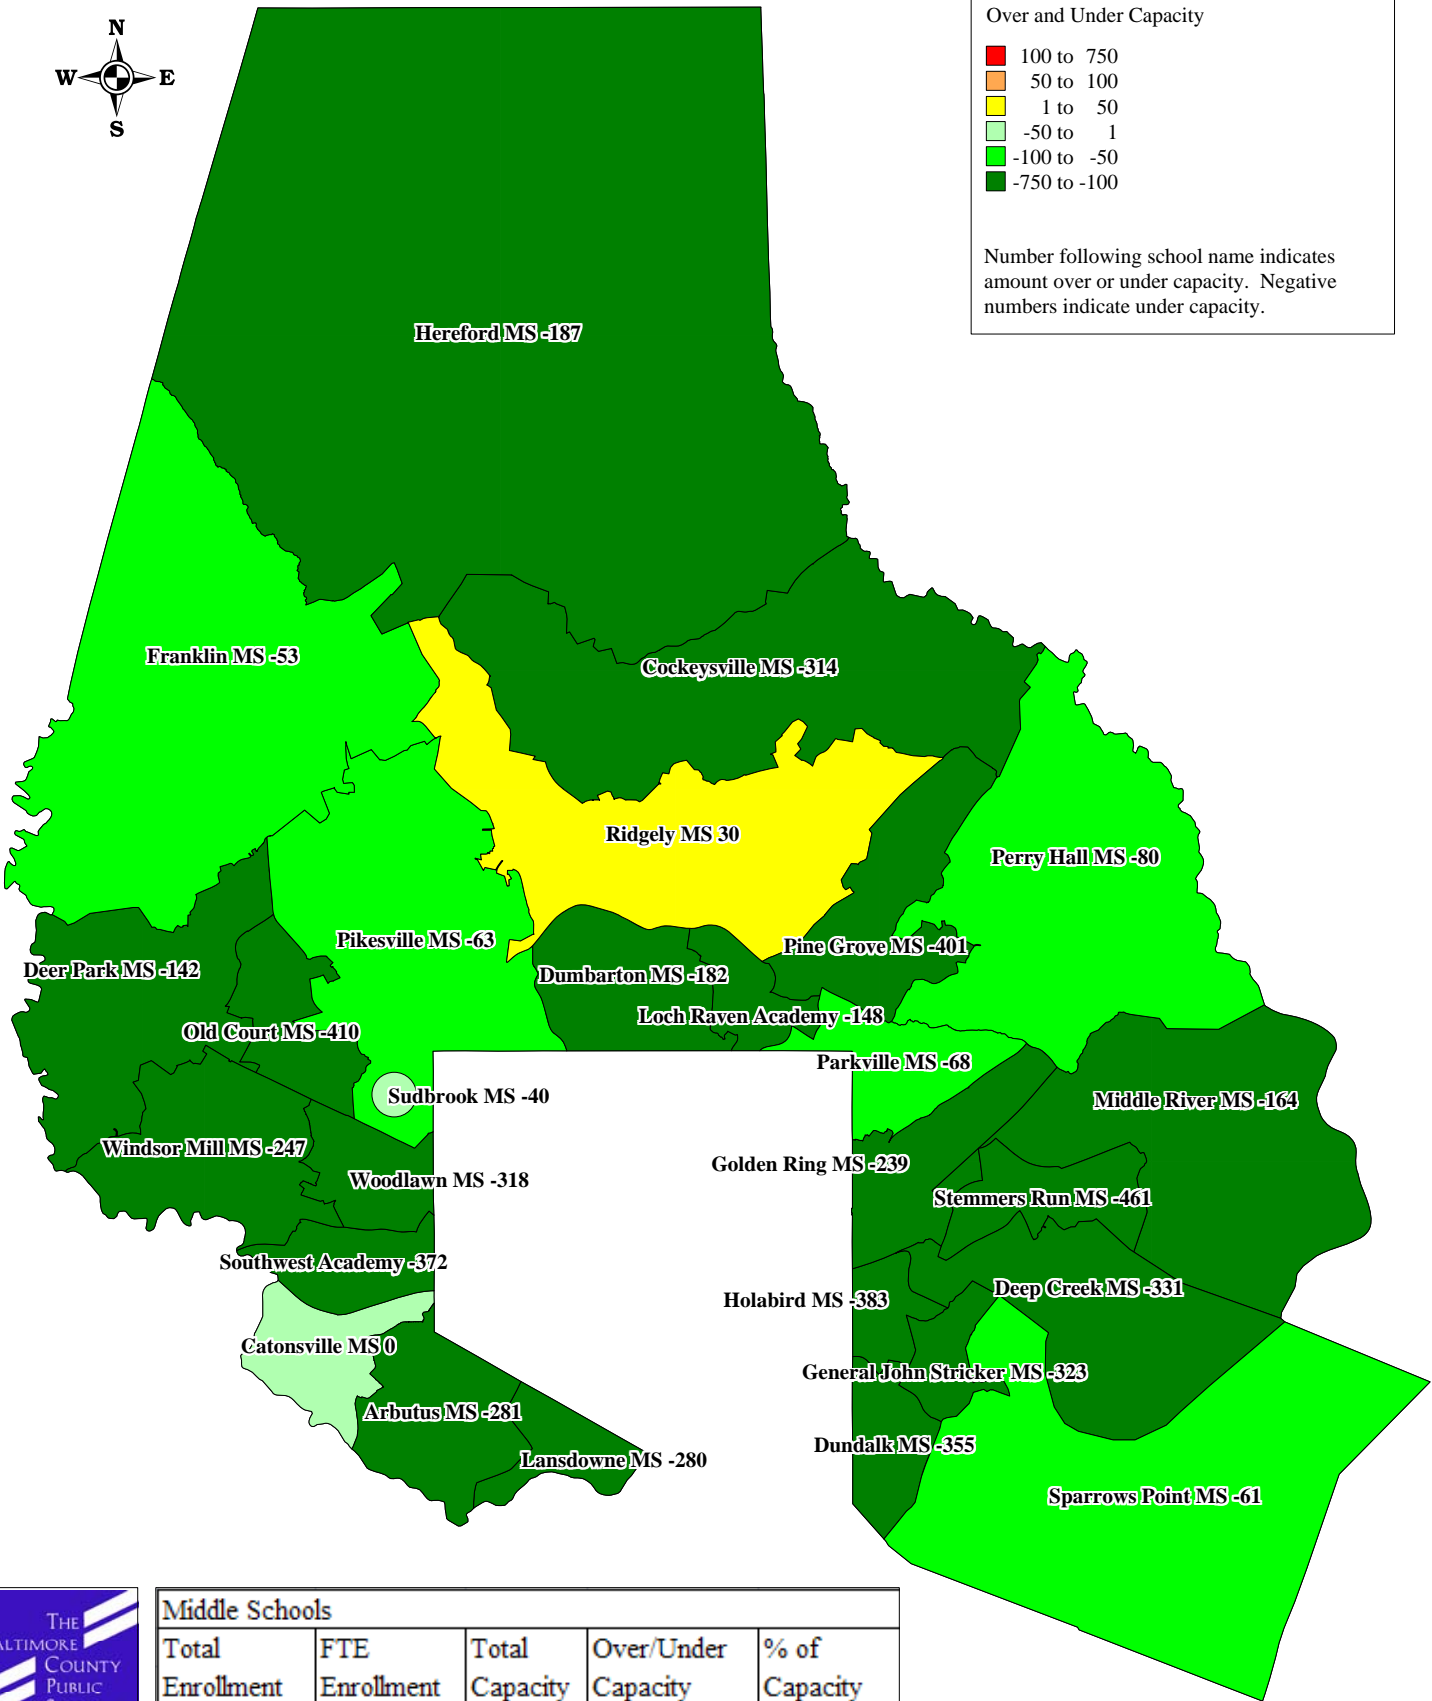 N
W E
S
Over and Under Capacity
100 to 750
50 to 100
1 to 50
-50 to 1
-100 to -50
-750 to -100
Number following school name indicates
amount over or under capacity. Negative
numbers indicate under capacity.
Hereford MS -187
Franklin MS -53
Cockeysville MS -314
Ridgely MS 30
Perry Hall MS -80
Pikesville MS -63
Pine Grove MS -401
Deer Park MS -142
Dumbarton MS -182
Loch Raven Academy -148
Old Court MS -410
Parkville MS -68
Sudbrook MS -40
Middle River MS -164
Windsor Mill MS -247
Golden Ring MS -239
Woodlawn MS -318
Stemmers Run MS -461
Southwest Academy -372
Deep Creek MS -331
Holabird MS -383
Catonsville MS 0
General John Stricker MS -323
Arbutus MS -281
Dundalk MS -355
Lansdowne MS -280
Sparrows Point MS -61
THE
ALTIMORE
COUNTY
PUBLIC
Middle Schools
Total FTE Total Over/Under % of
Enrollment Enrollment Capacity Capacity Capacity